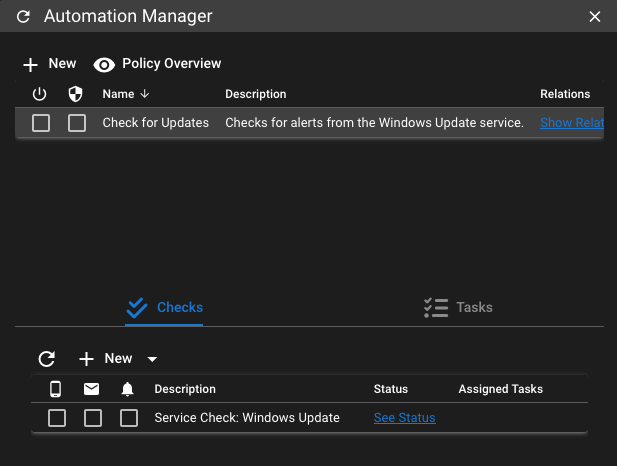 Automation Manager
New Policy Overview
Name Description Relations
Check for Updates Checks for alerts from the Windows Update service. Show Relat
Checks Tasks
New
Description Status Assigned Tasks
Service Check: Windows Update See Status